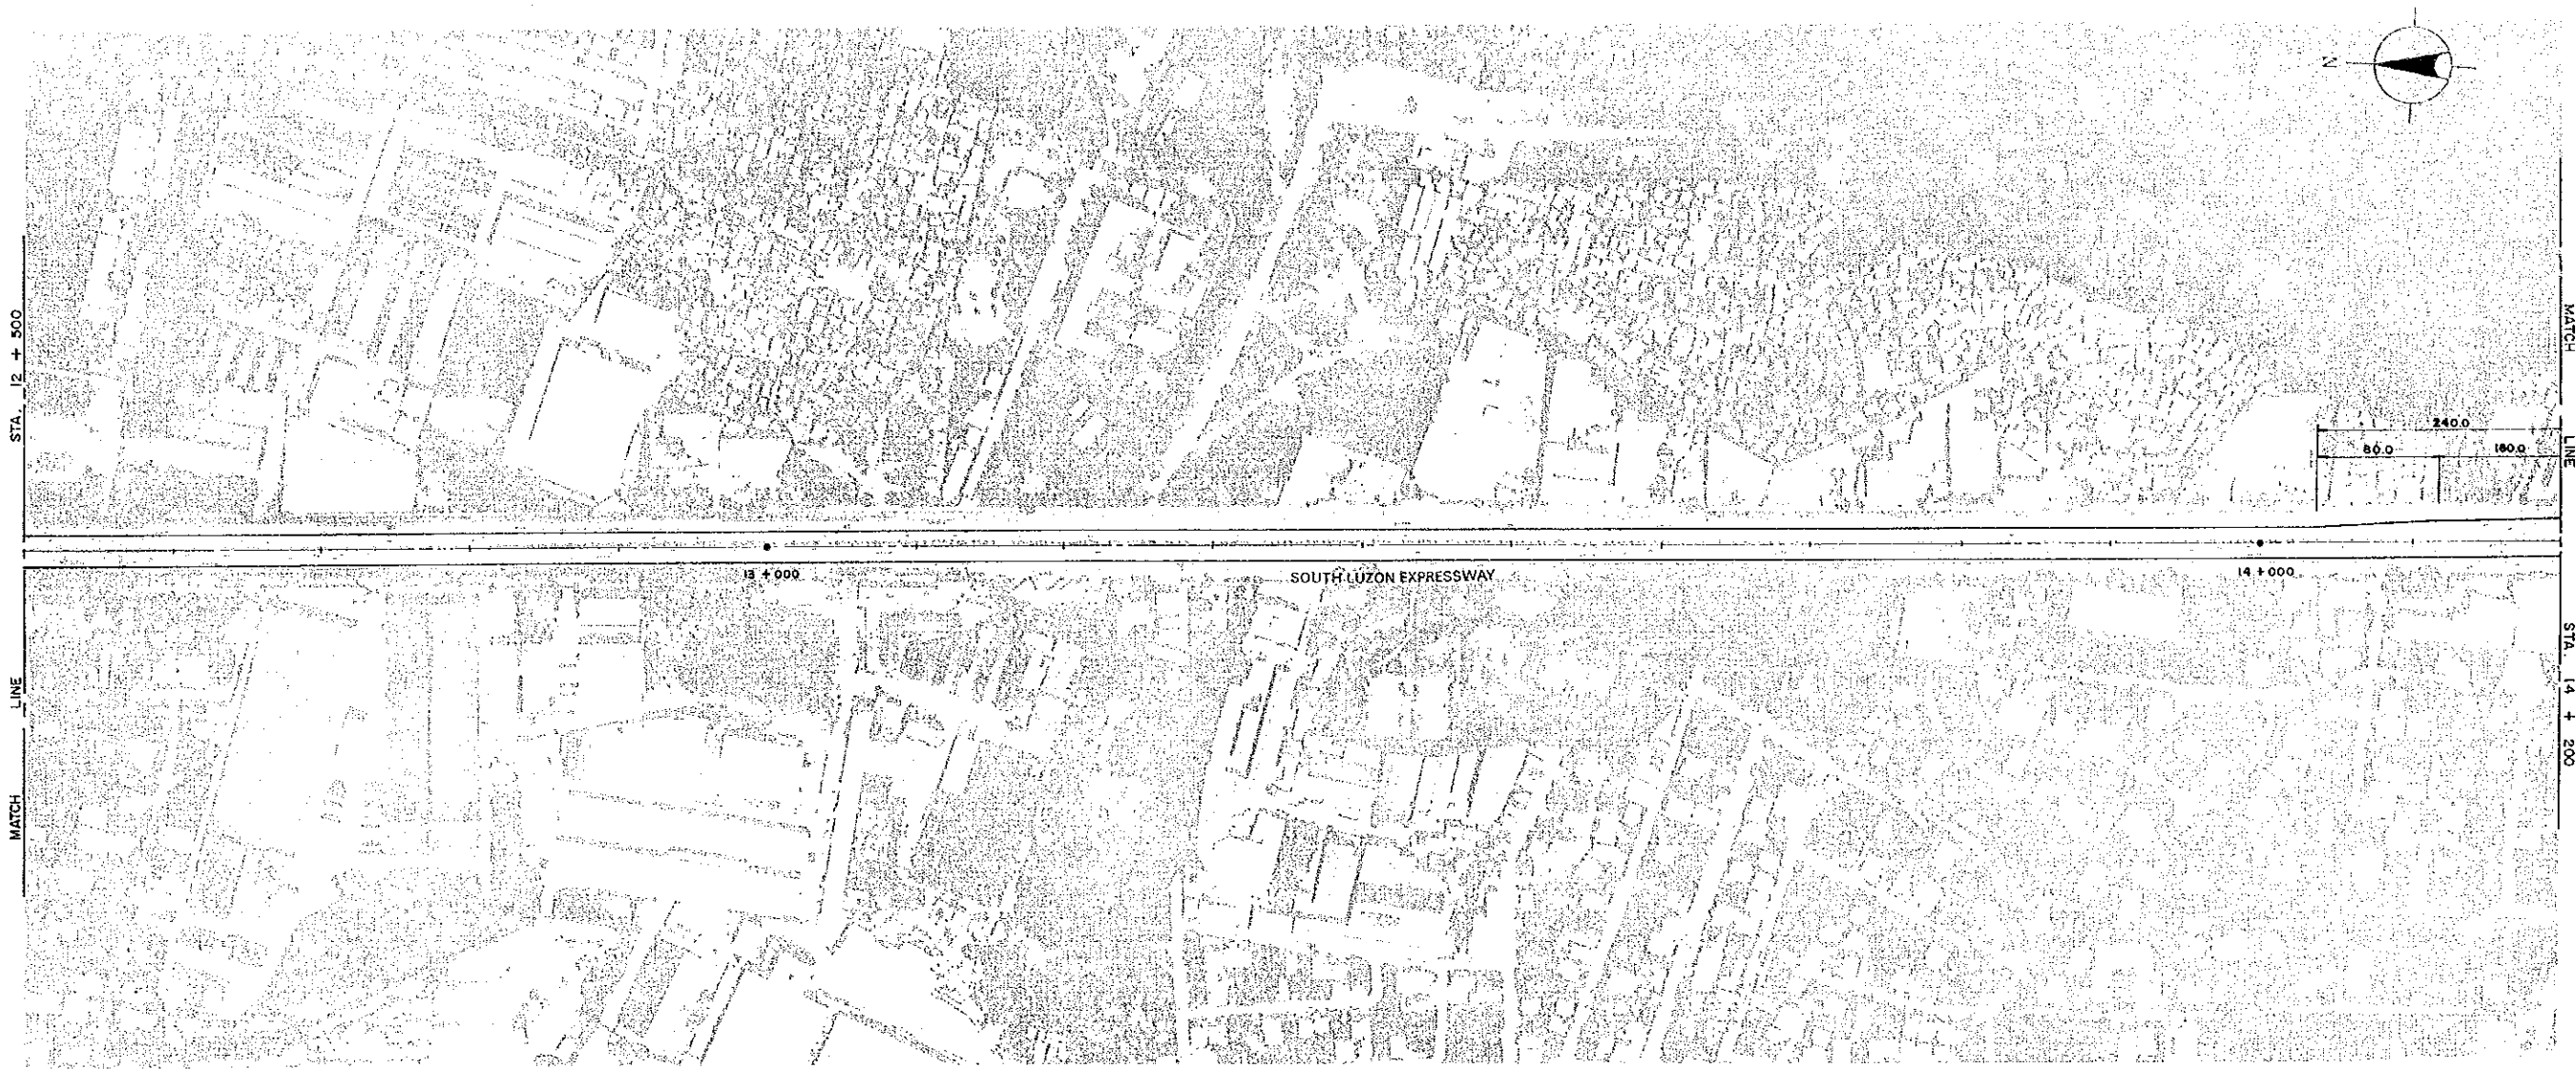 N
STA. 12 + 500
MATCH LINE
240.0
80.0
160.0
13 + 000
SOUTH LUZON EXPRESSWAY
14 + 000
MATCH LINE
STA 14 + 200